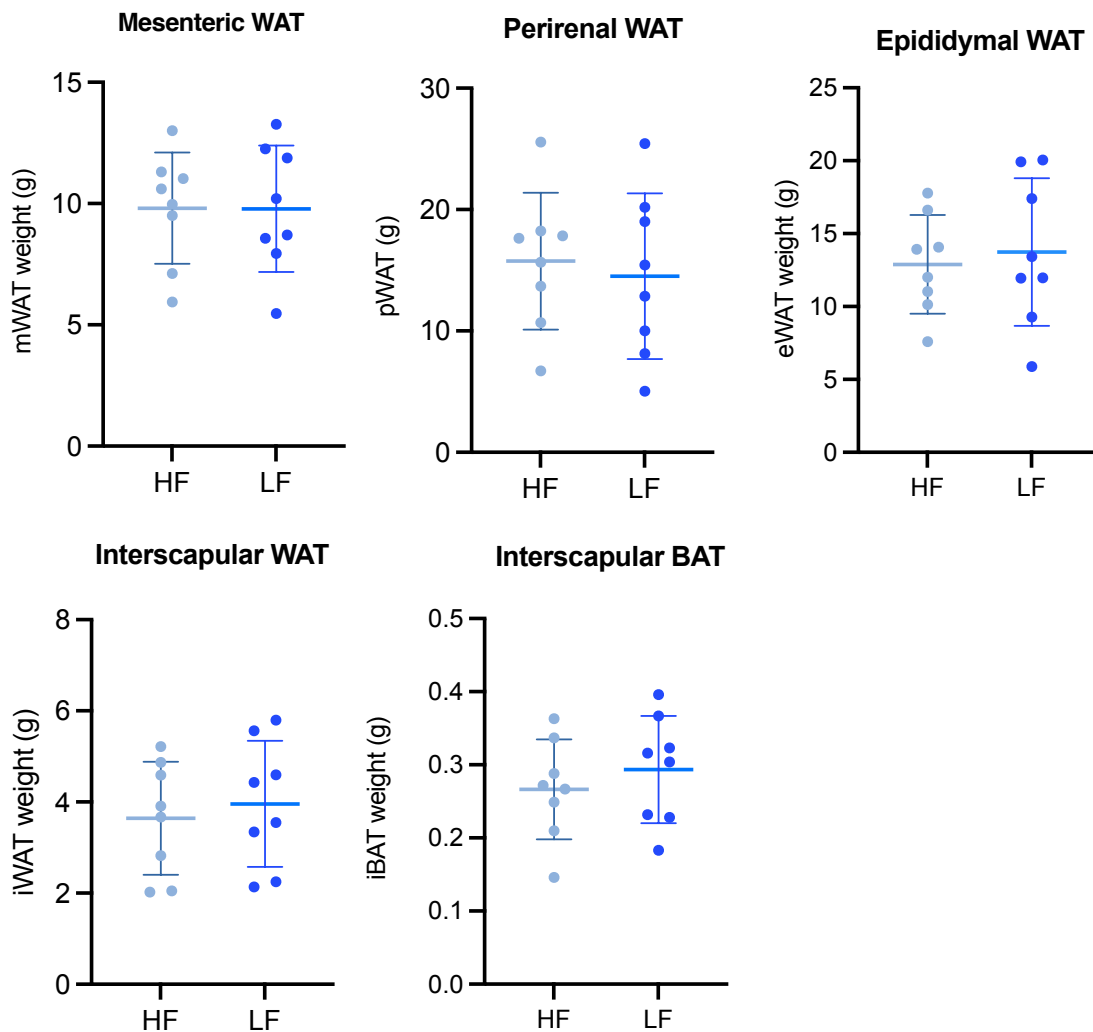 Mesenteric WAT
mWAT weight (g)
15
10
5
0
HF LF
Perirenal WAT
pWAT (g)
30
20
10
0
HF LF
Epididymal WAT
eWAT weight (g)
25
20
15
10
5
0
HF LF
Interscapular WAT
iWAT weight (g)
8
6
4
2
0
HF LF
Interscapular BAT
iBAT weight (g)
0.5
0.4
0.3
0.2
0.1
0.0
HF LF